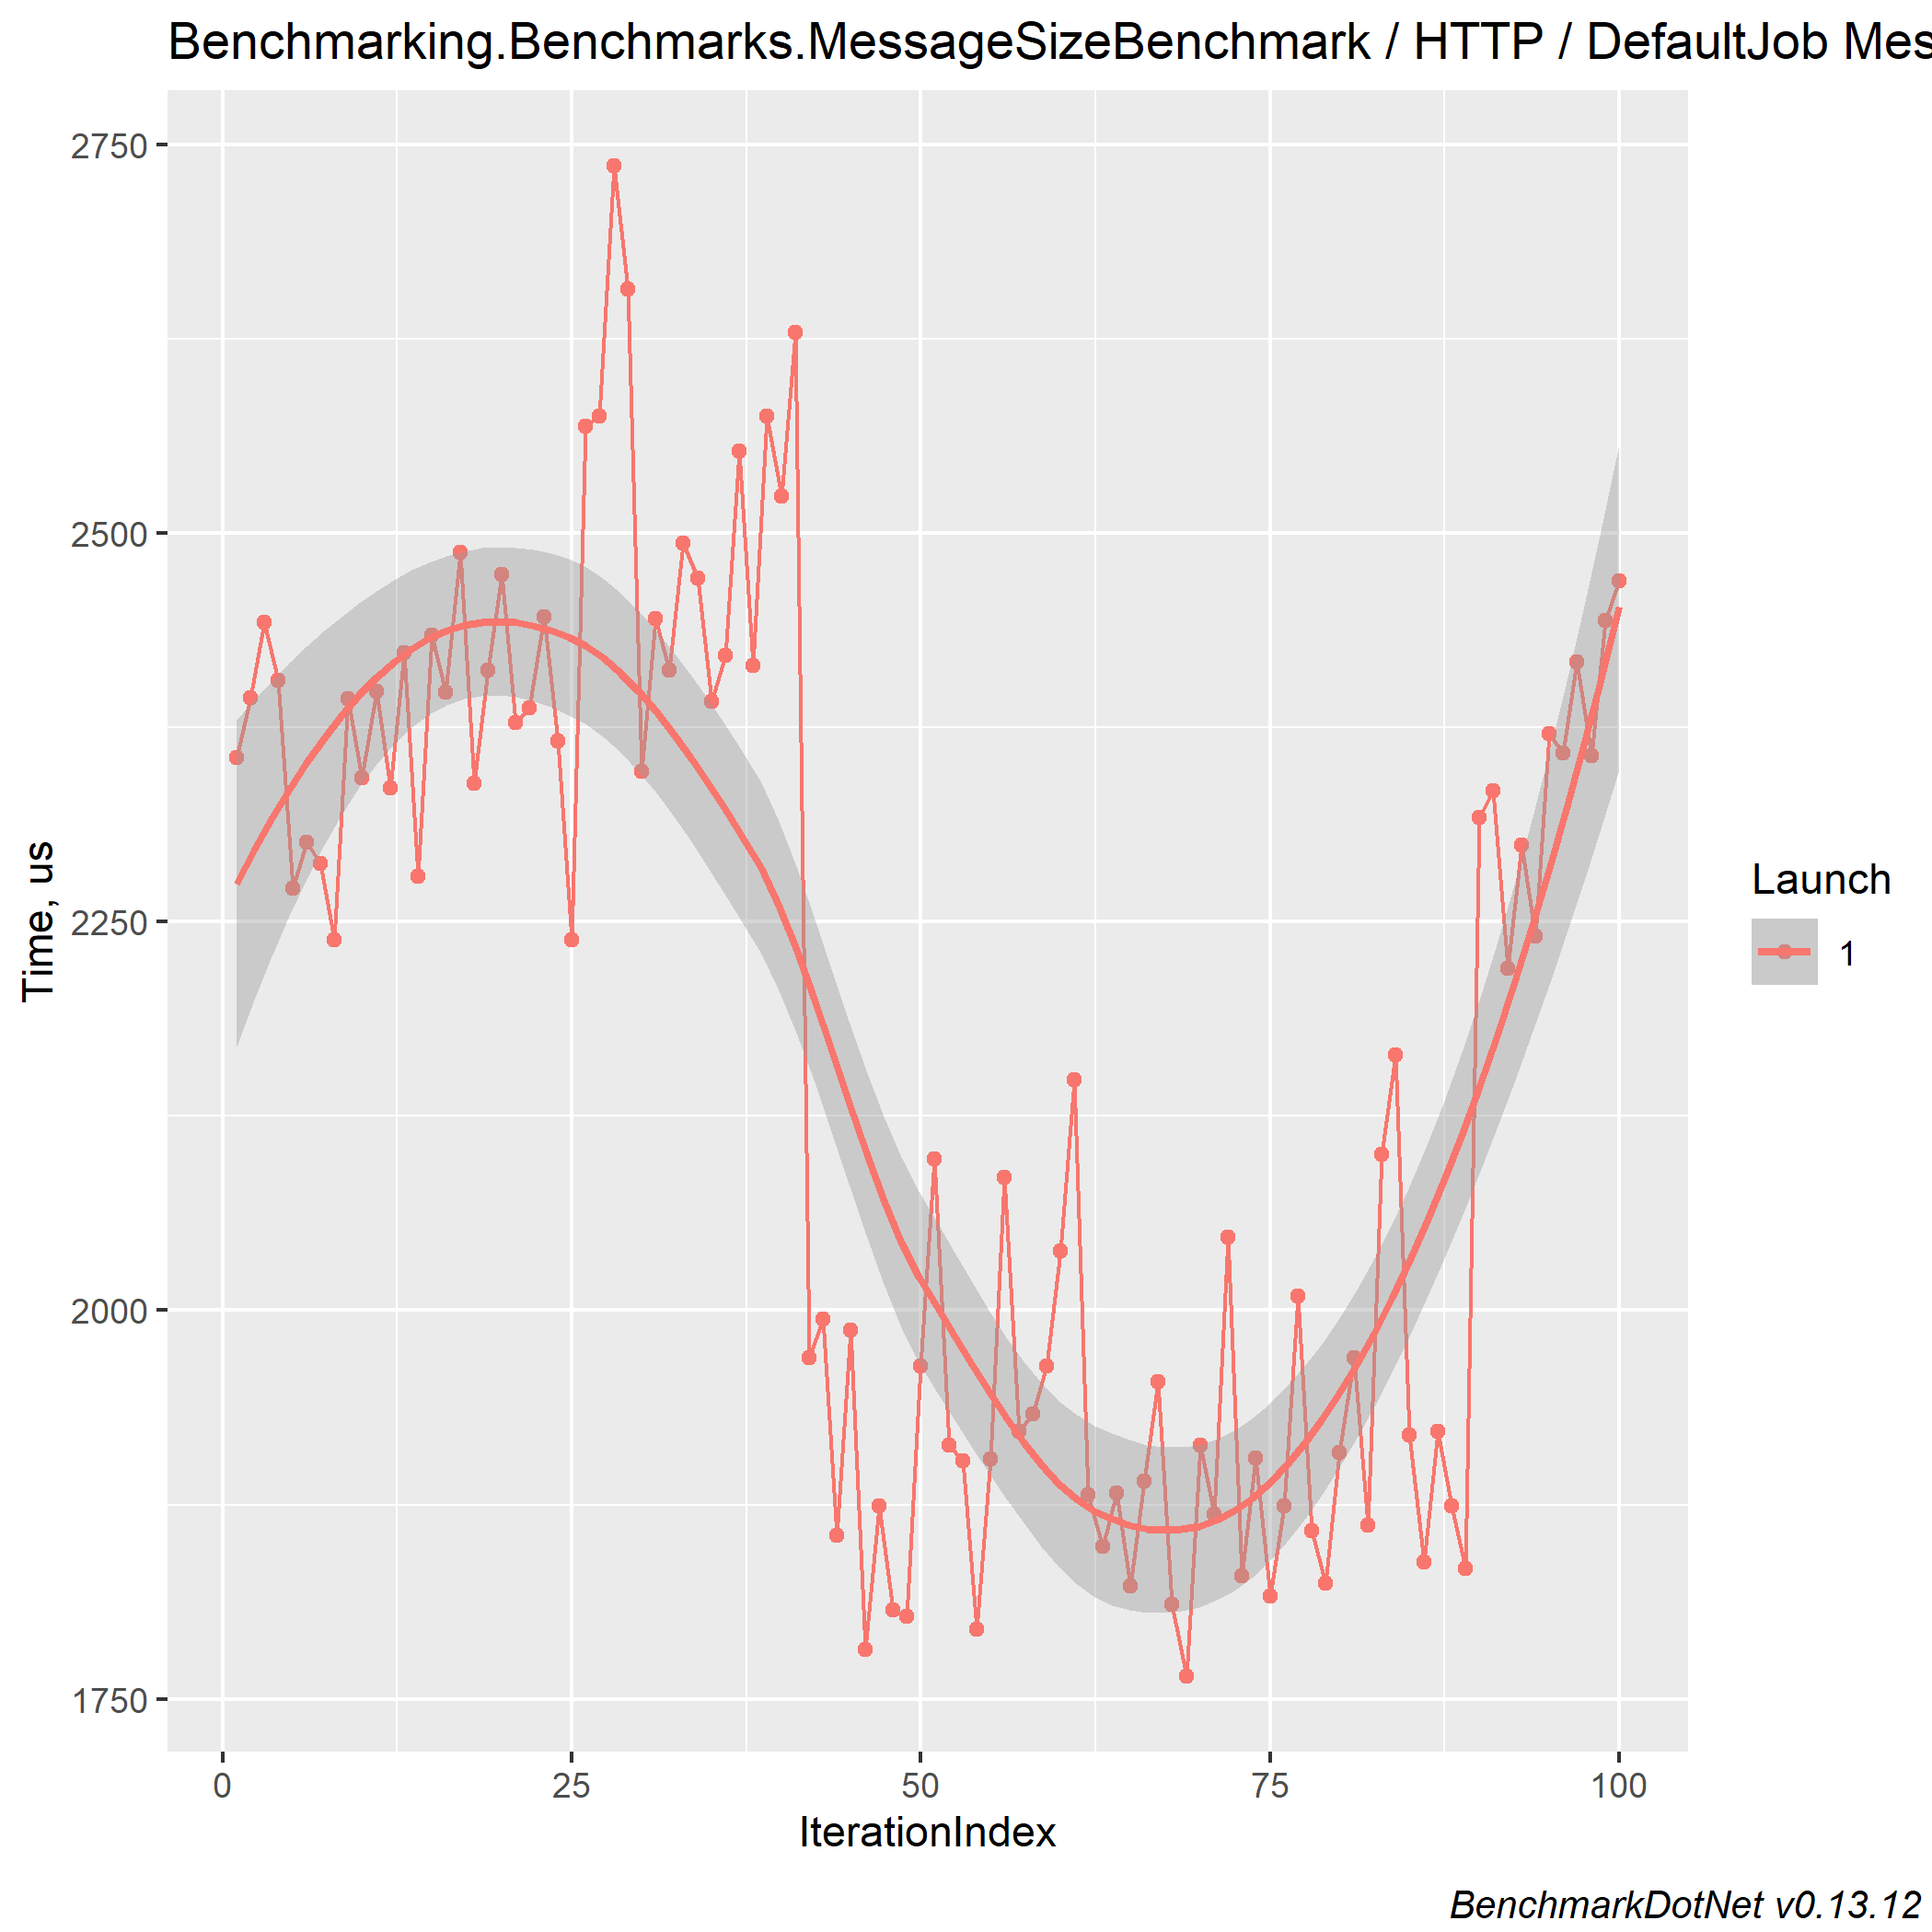 Benchmarking.Benchmarks.MessageSizeBenchmark / HTTP / DefaultJob Mes
2750
2500
2250
2000
1750
Time, us
0 25 50 75 100
IterationIndex
Launch
1
BenchmarkDotNet v0.13.12